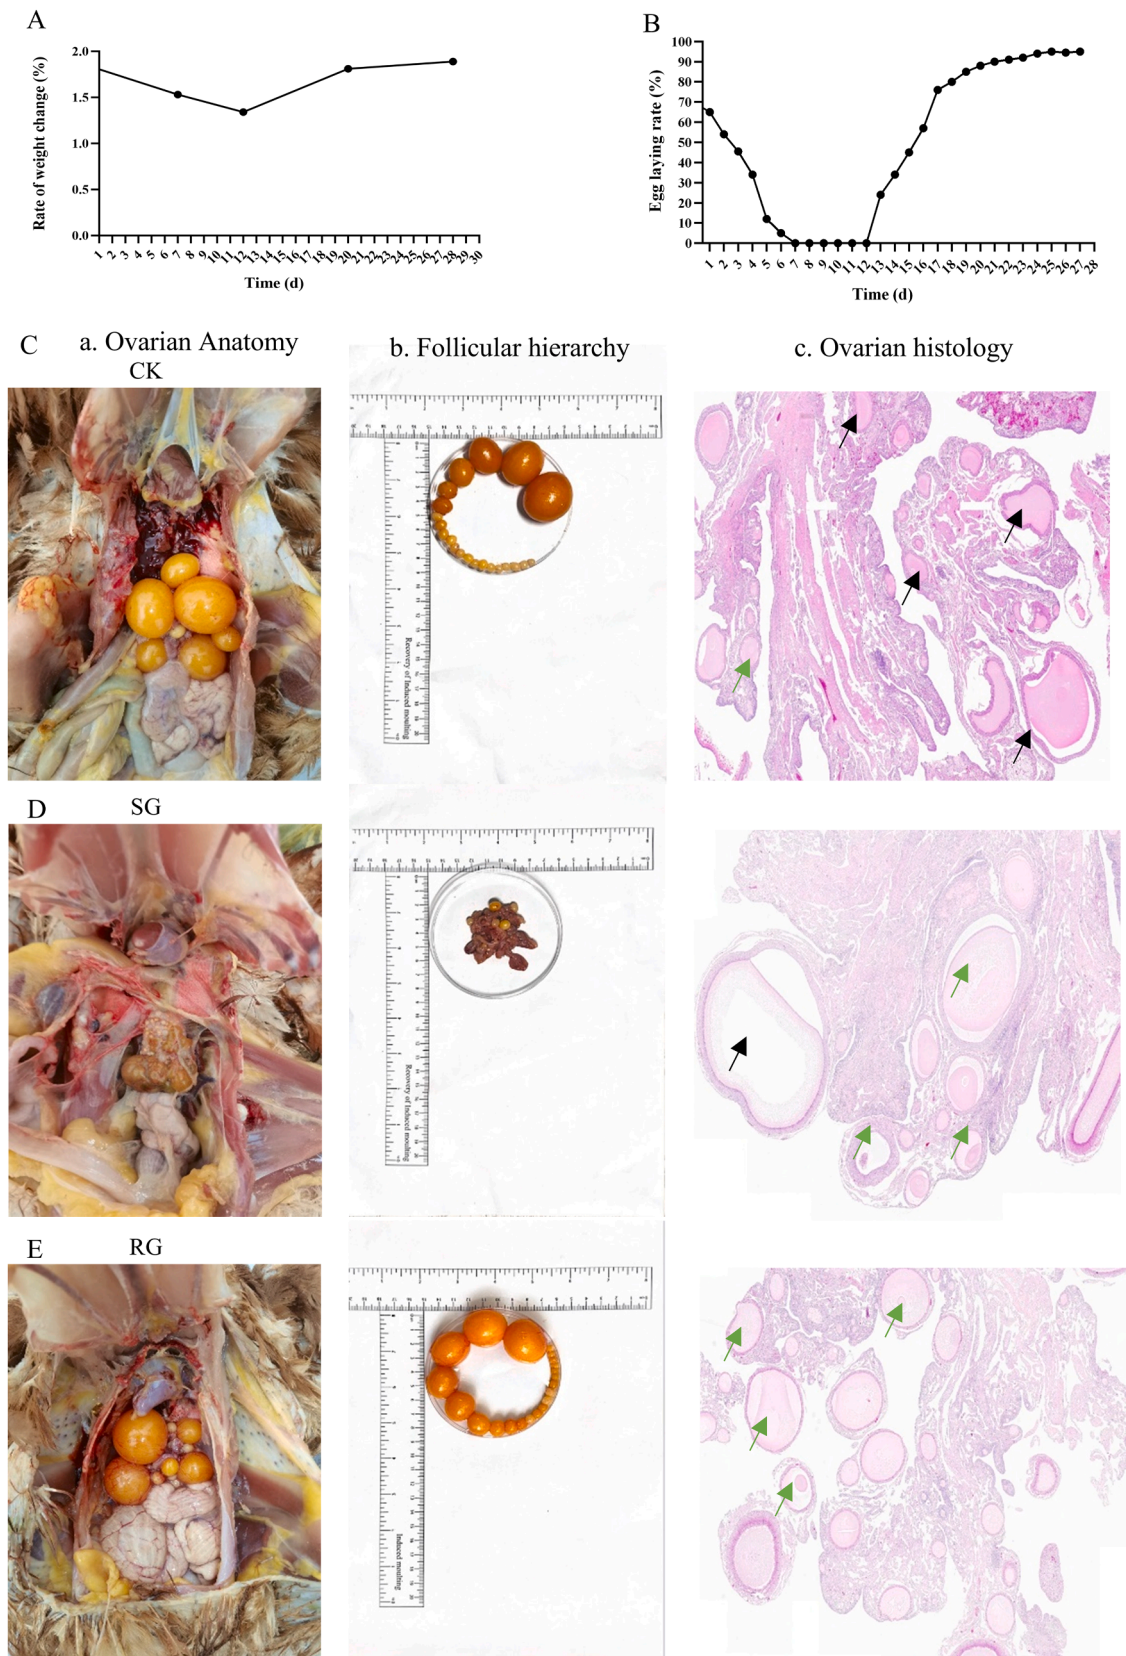 A
Rate of weight change (%)
2.0
1.5
1.0
0.5
0.0
1 2 3 4 5 6 7 8 9 10 11 12 13 14 15 16 17 18 19 20 21 22 23 24 25 26 27 28 29 30
Time (d)
B
Egg laying rate (%)
100
90
80
70
60
50
40
30
20
10
0
1 2 3 4 5 6 7 8 9 10 11 12 13 14 15 16 17 18 19 20 21 22 23 24 25 26 27 28
Time (d)
C
a. Ovarian Anatomy
b. Follicular hierarchy
c. Ovarian histology
CK
Recovery of Induced moulting
D
SG
Recovery of Induced moulting
E
RG
Induced moulting